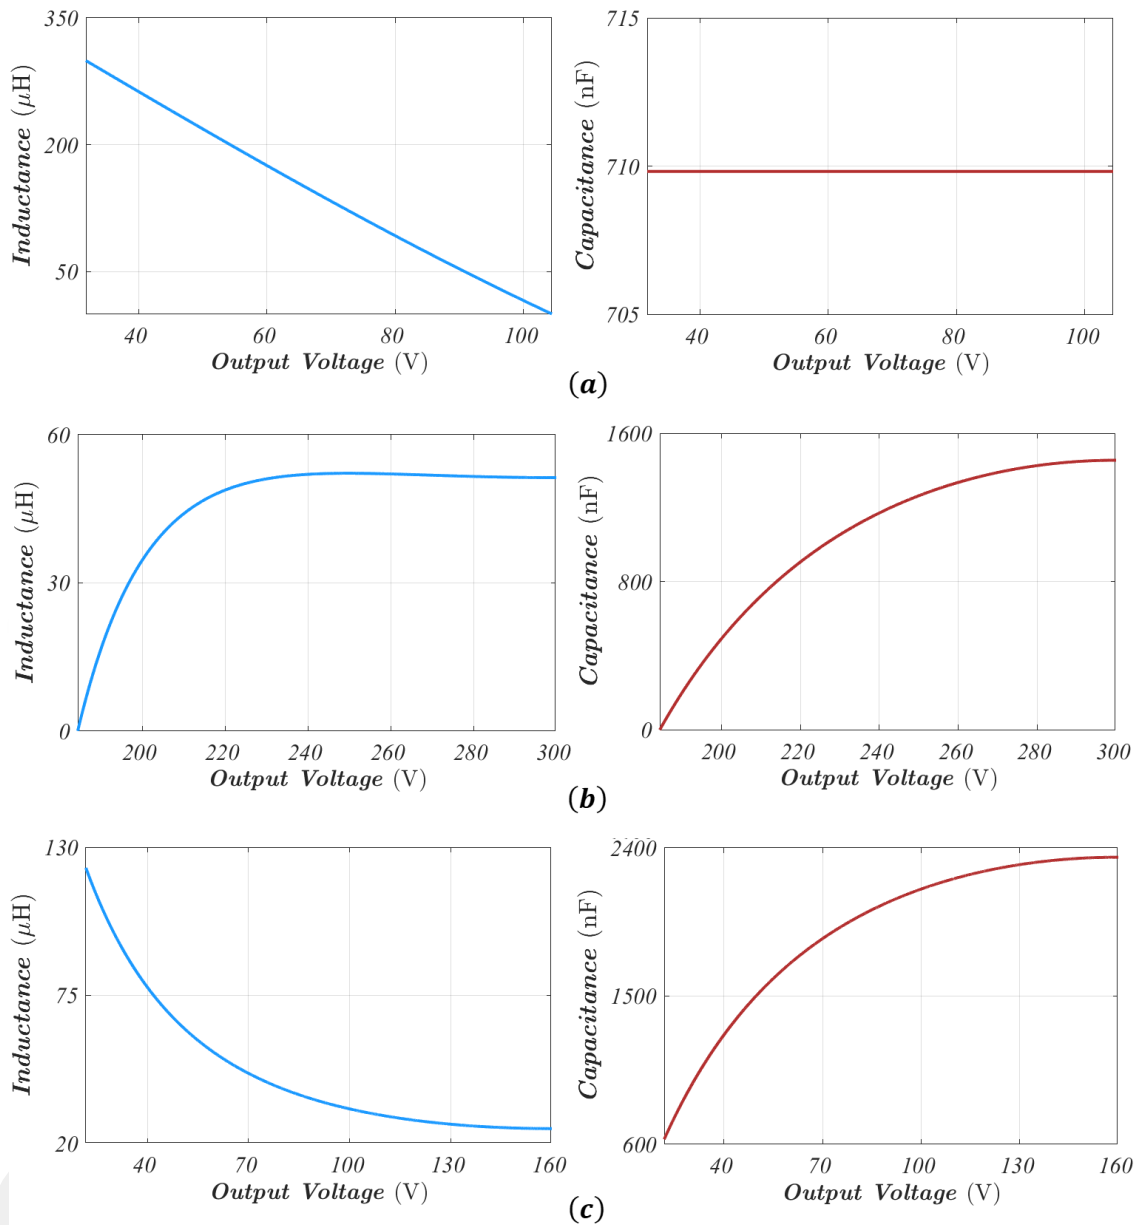 350
200
50
Inductance (μH)
40 60 80 100
Output Voltage (V)
715
710
705
Capacitance (nF)
40 60 80 100
Output Voltage (V)
(a)
60
30
0
Inductance (μH)
200 220 240 260 280 300
Output Voltage (V)
1600
800
0
Capacitance (nF)
200 220 240 260 280 300
Output Voltage (V)
(b)
130
75
20
Inductance (μH)
40 70 100 130 160
Output Voltage (V)
2400
1500
600
Capacitance (nF)
40 70 100 130 160
Output Voltage (V)
(c)